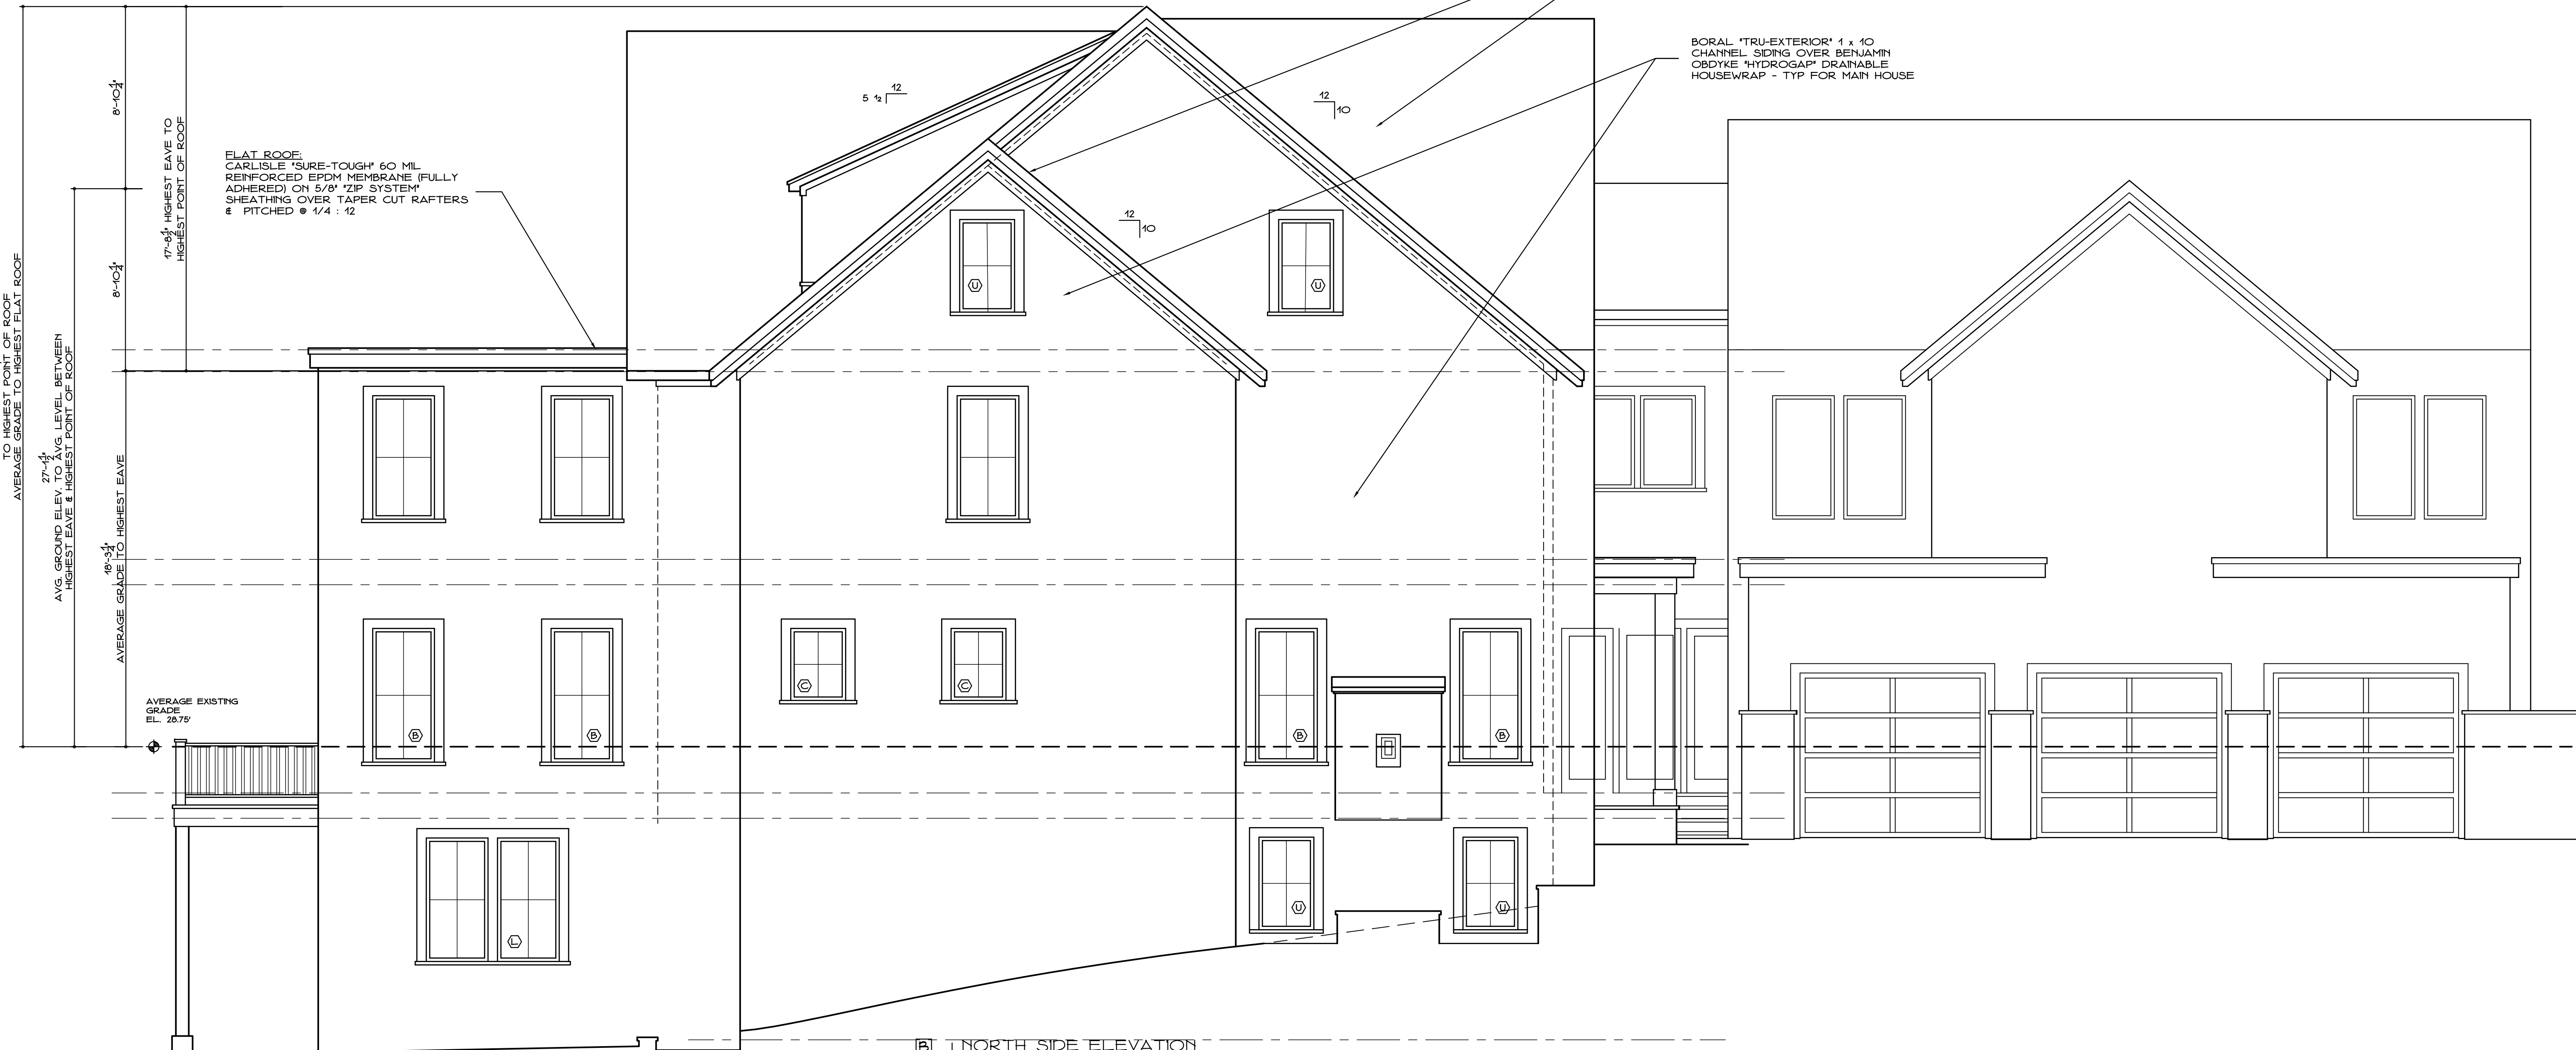 TO HIGHEST POINT OF ROOF
AVERAGE GRADE TO HIGHEST FLAT ROOF
27'-1 1/2"
AVG. GROUND ELEV. TO AVG. LEVEL BETWEEN
HIGHEST EAVE & HIGHEST POINT OF ROOF
8'-10 1/4"
8'-10 1/4"
18'-3 1/4"
AVERAGE GRADE TO HIGHEST EAVE
17'-8 1/2" HIGHEST EAVE TO
HIGHEST POINT OF ROOF
FLAT ROOF:
CARLISLE "SURE-TOUGH" 60 MIL
REINFORCED EPDM MEMBRANE (FULLY
ADHERED) ON 5/8" "ZIP SYSTEM"
SHEATHING OVER TAPER CUT RAFTERS
& PITCHED @ 1/4 : 12
12
5 1/2
12
10
12
10
BORAL "TRU-EXTERIOR" 1 x 10
CHANNEL SIDING OVER BENJAMIN
OBDYKE "HYDROGAP" DRAINABLE
HOUSEWRAP - TYP FOR MAIN HOUSE
U
U
C
C
AVERAGE EXISTING
GRADE
EL. 28.75'
B
B
B
B
U
U
L
B NORTH SIDE ELEVATION